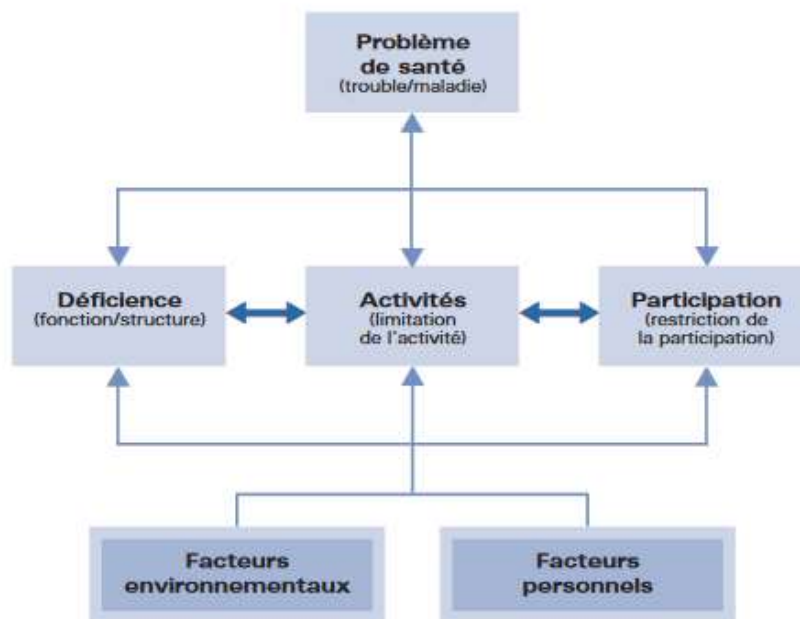 Problème
de santé
(trouble/maladie)
Déficience
(fonction/structure)
Activités
(limitation
de l'activité)
Participation
(restriction de
la participation)
Facteurs
environnementaux
Facteurs
personnels